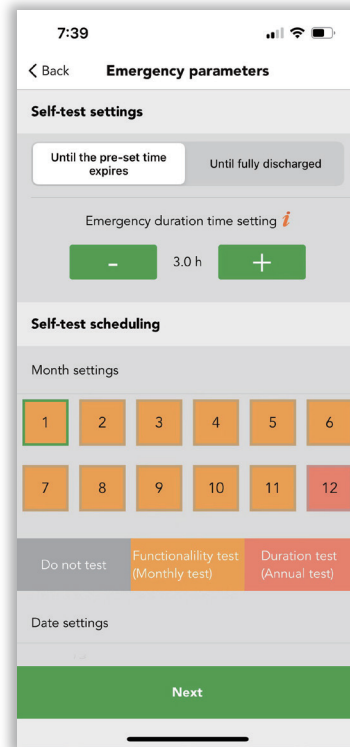 7:39
Back Emergency parameters
Self-test settings
Until the pre-set time
expires
Until fully discharged
Emergency duration time setting i
- 3.0 h +
Self-test scheduling
Month settings
1 2 3 4 5 6
7 8 9 10 11 12
Do not test
Functionalility test
(Monthly test)
Duration test
(Annual test)
Date settings
Next